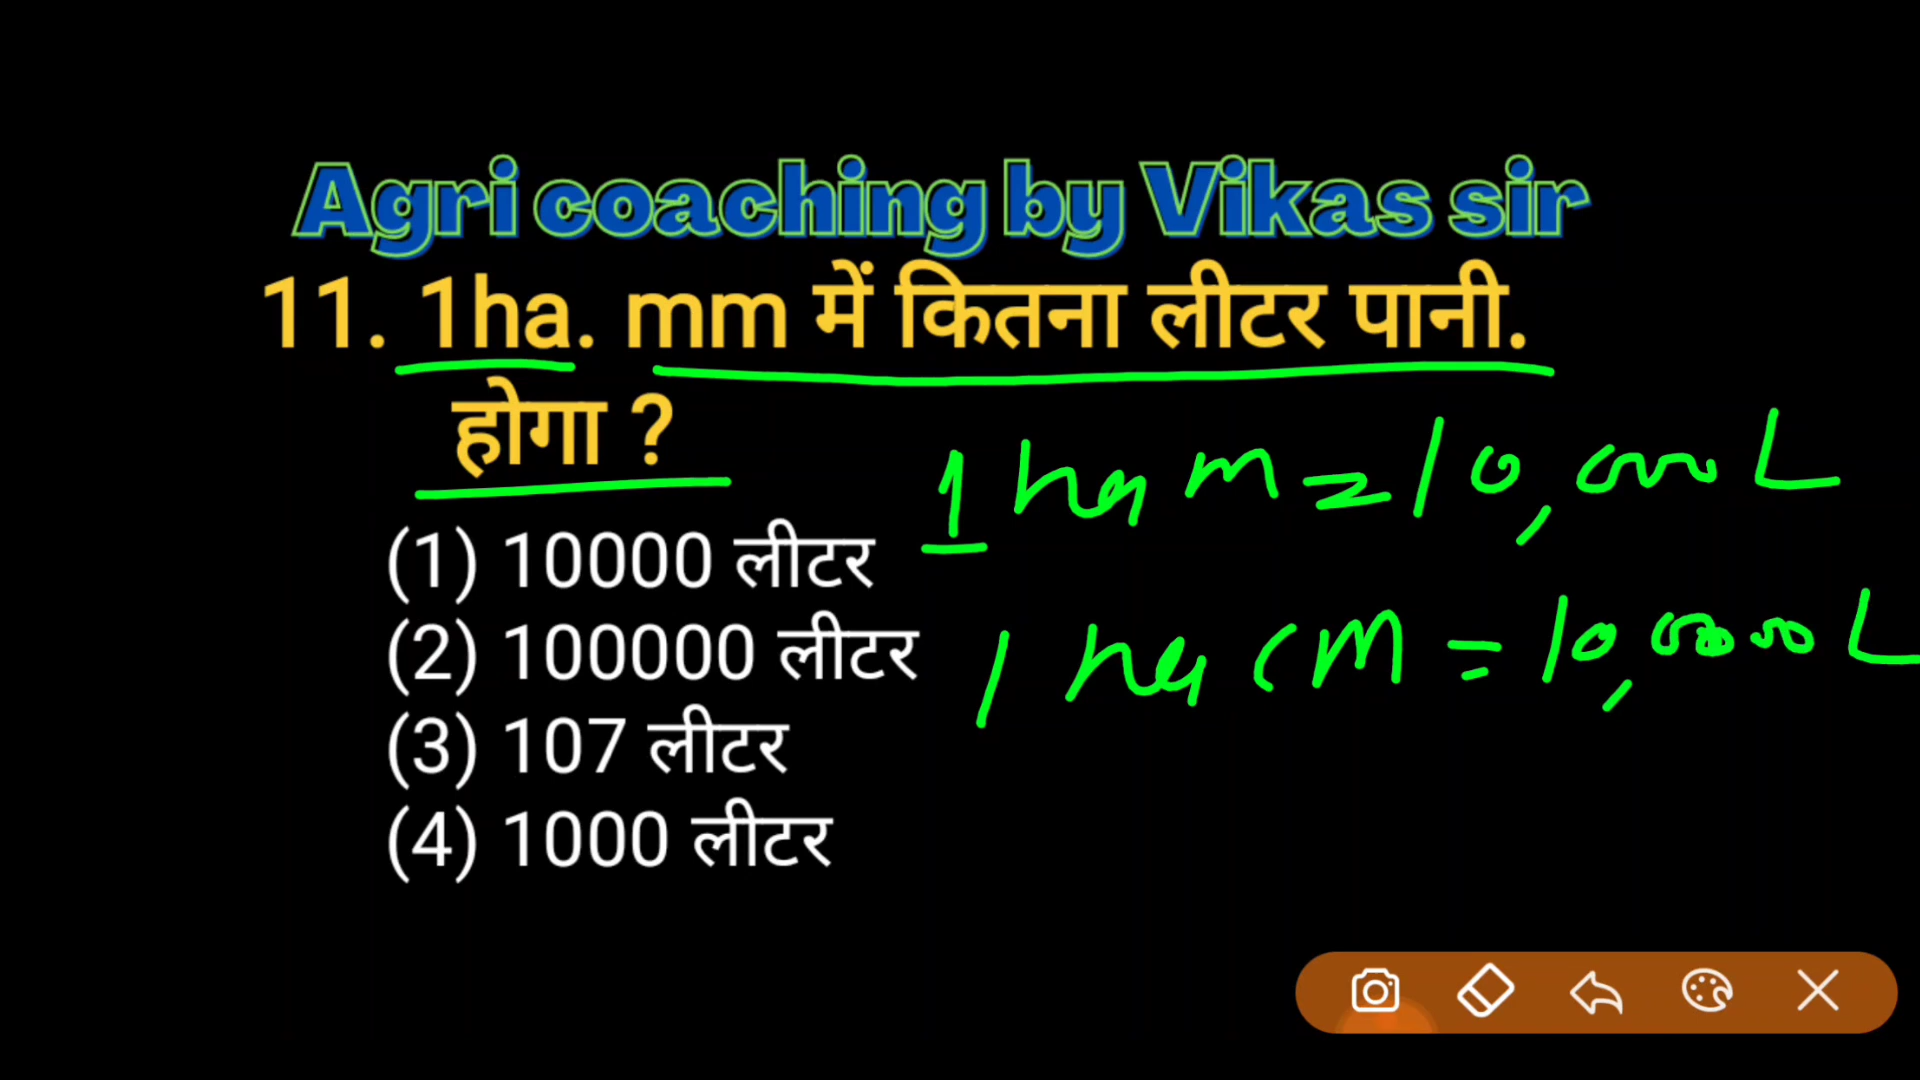 Agri coaching by Vikas sir
11. 1ha. mm में कितना लीटर पानी.
होगा ?
1 ha m = 10,000 L
(1) 10000 लीटर
(2) 100000 लीटर
1 ha cm = 10,00000 L
(3) 107 लीटर
(4) 1000 लीटर